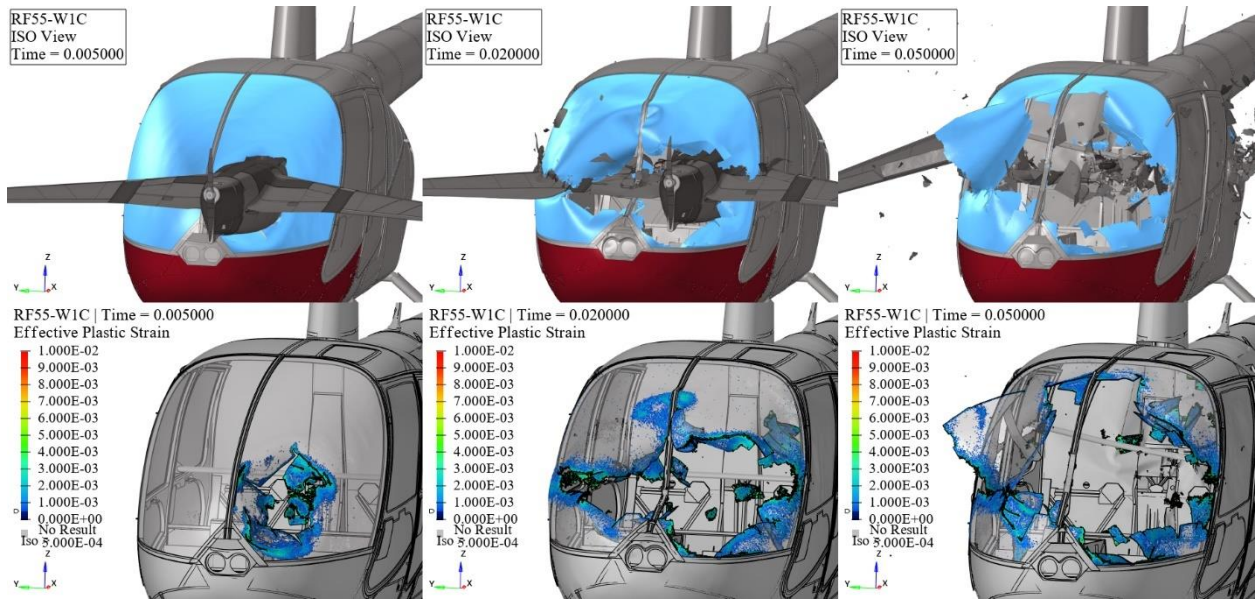 RF55-W1C
ISO View
Time = 0.005000
Z
Y
X
RF55-W1C
ISO View
Time = 0.020000
Z
Y
X
RF55-W1C
ISO View
Time = 0.050000
Z
Y
X
RF55-W1C | Time = 0.005000
Effective Plastic Strain
1.000E-02
9.000E-03
8.000E-03
7.000E-03
6.000E-03
5.000E-03
4.000E-03
3.000E-03
2.000E-03
1.000E-03
0.000E+00
No Result
Iso = 5.000E-04
Z
Y
X
RF55-W1C | Time = 0.020000
Effective Plastic Strain
1.000E-02
9.000E-03
8.000E-03
7.000E-03
6.000E-03
5.000E-03
4.000E-03
3.000E-03
2.000E-03
1.000E-03
0.000E+00
No Result
Iso = 5.000E-04
Z
Y
X
RF55-W1C | Time = 0.050000
Effective Plastic Strain
1.000E-02
9.000E-03
8.000E-03
7.000E-03
6.000E-03
5.000E-03
4.000E-03
3.000E-03
2.000E-03
1.000E-03
0.000E+00
No Result
Iso = 5.000E-04
Z
Y
X